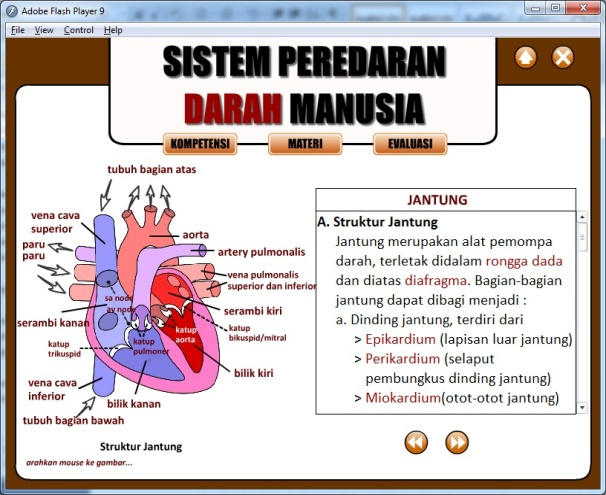 Adobe Flash Player 9
File View Control Help
SISTEM PEREDARAN
DARAH MANUSIA
KOMPETENSI MATERI EVALUASI
tubuh bagian atas
vena cava
superior
aorta
paru
paru
artery pulmonalis
vena pulmonalis
superior dan inferior
sa node
av node
serambi kiri
serambi kanan
katup
trikuspid
katup
pulmoner
katup
aorta
katup
bikuspid/mitral
bilik kiri
vena cava
inferior
bilik kanan
tubuh bagian bawah
Struktur Jantung
arahkan mouse ke gambar...
JANTUNG
A. Struktur Jantung
Jantung merupakan alat pemompa
darah, terletak didalam rongga dada
dan diatas diafragma. Bagian-bagian
jantung dapat dibagi menjadi :
a. Dinding jantung, terdiri dari
> Epikardium (lapisan luar jantung)
> Perikardium (selaput
pembungkus dinding jantung)
> Miokardium(otot-otot jantung)